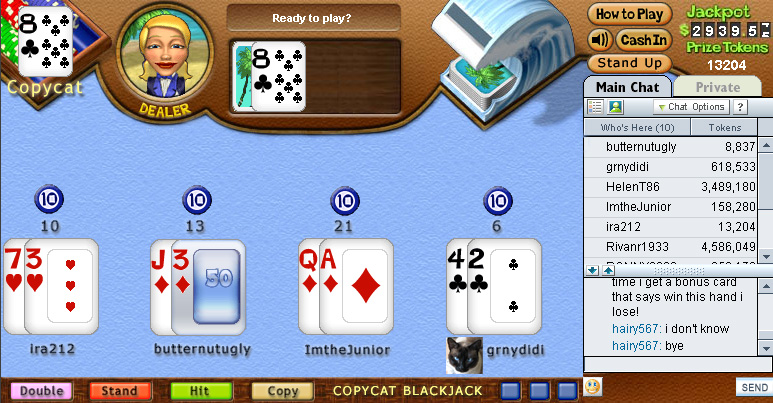 8
Copycat
DEALER
Ready to play?
8
How to Play
Cash In
Stand Up
Jackpot
$2939.5
Prize Tokens
13204
Main Chat
Private
Chat Options
?
Who's Here (10) Tokens
butternutugly 8,837
grnydidi 618,533
HelenT86 3,489,180
ImtheJunior 158,280
ira212 13,204
Rivanr1933 4,586,049
time i get a bonus card
that says win this hand i
lose!
hairy567: i don't know
hairy567: bye
SEND
10 10 10 10
10 13 21 6
7 3 J 3 50 Q A 4 2
ira212 butternutugly ImtheJunior grnydidi
Double Stand Hit Copy COPYCAT BLACKJACK